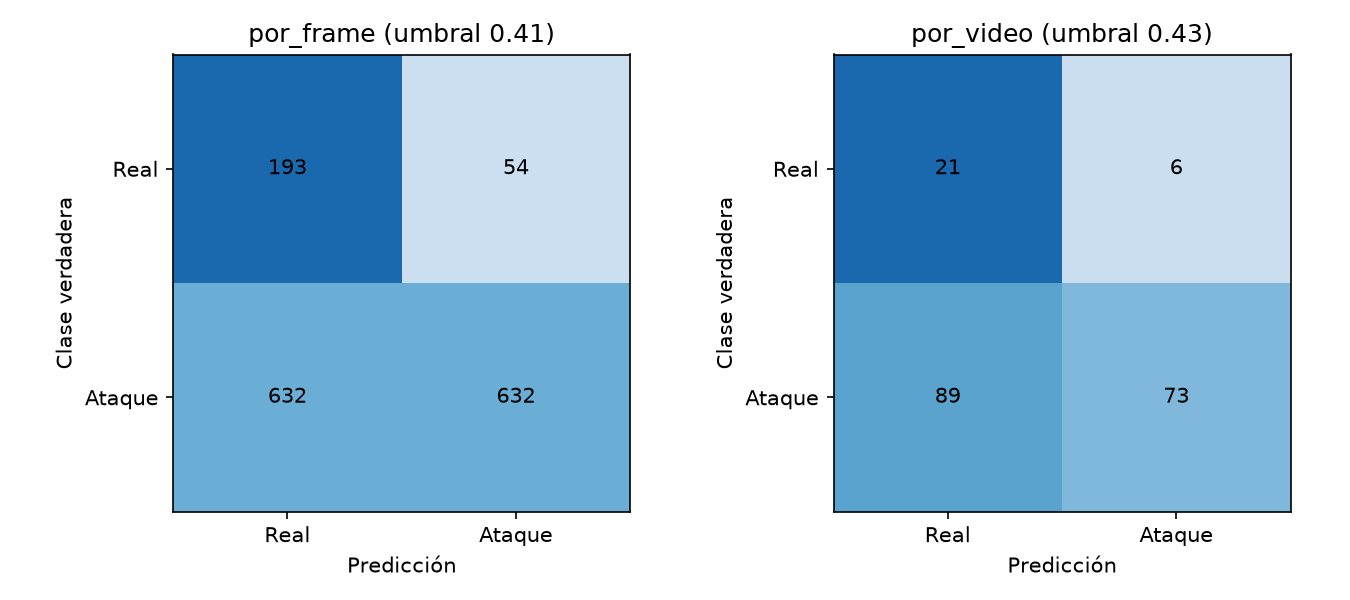 por_frame (umbral 0.41)
Clase verdadera
Real
193
54
Ataque
632
632
Real
Ataque
Predicción
por_video (umbral 0.43)
Clase verdadera
Real
21
6
Ataque
89
73
Real
Ataque
Predicción